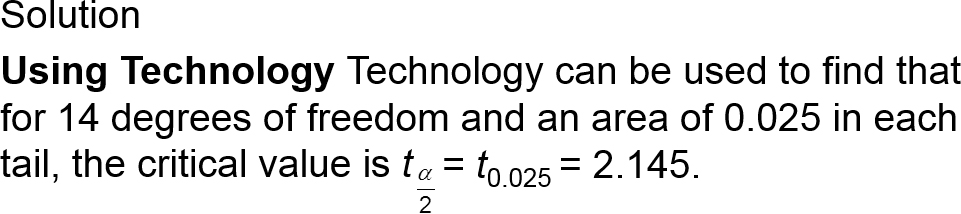 Solution
Using Technology Technology can be used to find that
for 14 degrees of freedom and an area of 0.025 in each
tail, the critical value is t α/2 = t0.025 = 2.145.